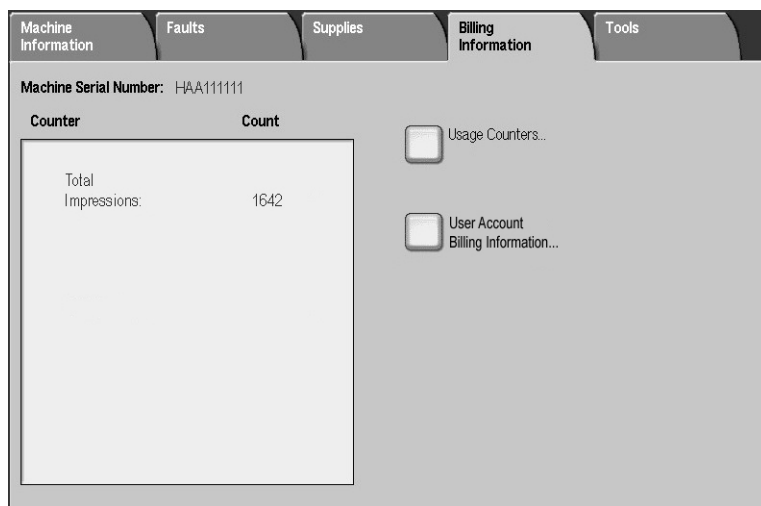 Machine
Information
Faults
Supplies
Billing
Information
Tools
Machine Serial Number: HAA111111
Counter Count
Total
Impressions: 1642
Usage Counters...
User Account
Billing Information...